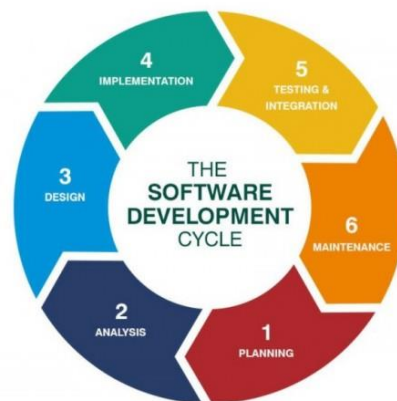 THE
SOFTWARE
DEVELOPMENT
CYCLE
1
PLANNING
2
ANALYSIS
3
DESIGN
4
IMPLEMENTATION
5
TESTING &
INTEGRATION
6
MAINTENANCE